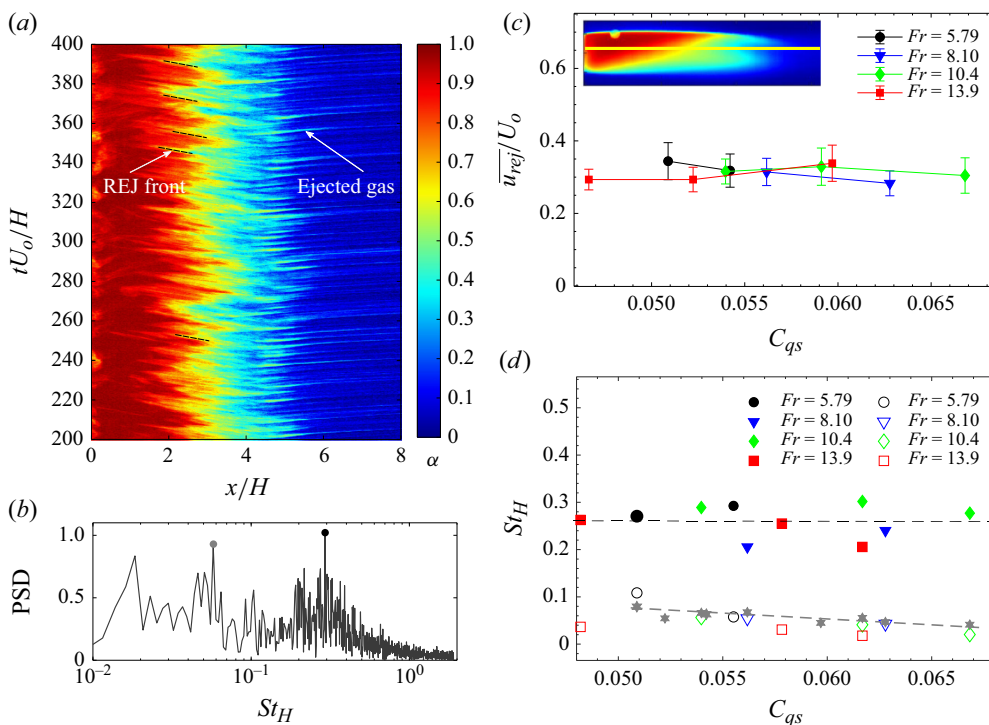 (a)
400
380
360
340
320
300
280
260
240
220
200
tU_o/H
REJ front
Ejected gas
0 2 4 6 8
x/H
1.0
0.9
0.8
0.7
0.6
0.5
0.4
0.3
0.2
0.1
0
α
(b)
1.0
0.5
0
PSD
10^−2 10^−1 10^0
St_H
(c)
Fr = 5.79
Fr = 8.10
Fr = 10.4
Fr = 13.9
0.6
0.4
0.2
0
u_rej/U_o
0.050 0.055 0.060 0.065
C_qs
(d)
Fr = 5.79 Fr = 5.79
Fr = 8.10 Fr = 8.10
Fr = 10.4 Fr = 10.4
Fr = 13.9 Fr = 13.9
0.5
0.3
0.2
0.1
0
St_H
0.050 0.055 0.060 0.065
C_qs